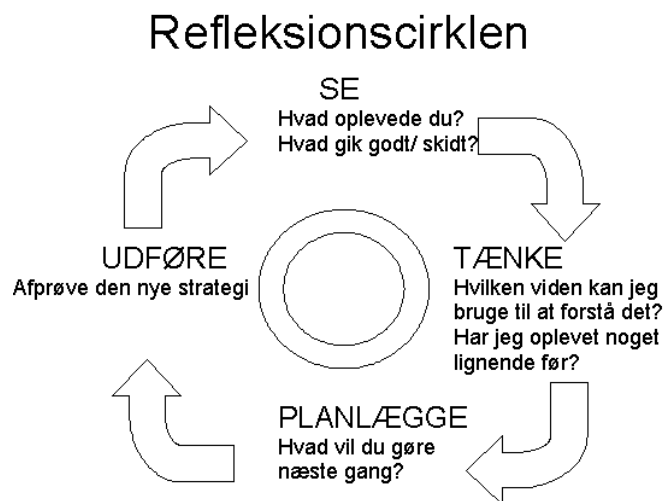 Refleksionscirklen
SE
Hvad oplevede du?
Hvad gik godt/ skidt?
TÆNKE
Hvilken viden kan jeg
bruge til at forstå det?
Har jeg oplevet noget
lignende før?
PLANLÆGGE
Hvad vil du gøre
næste gang?
UDFØRE
Afprøve den nye strategi